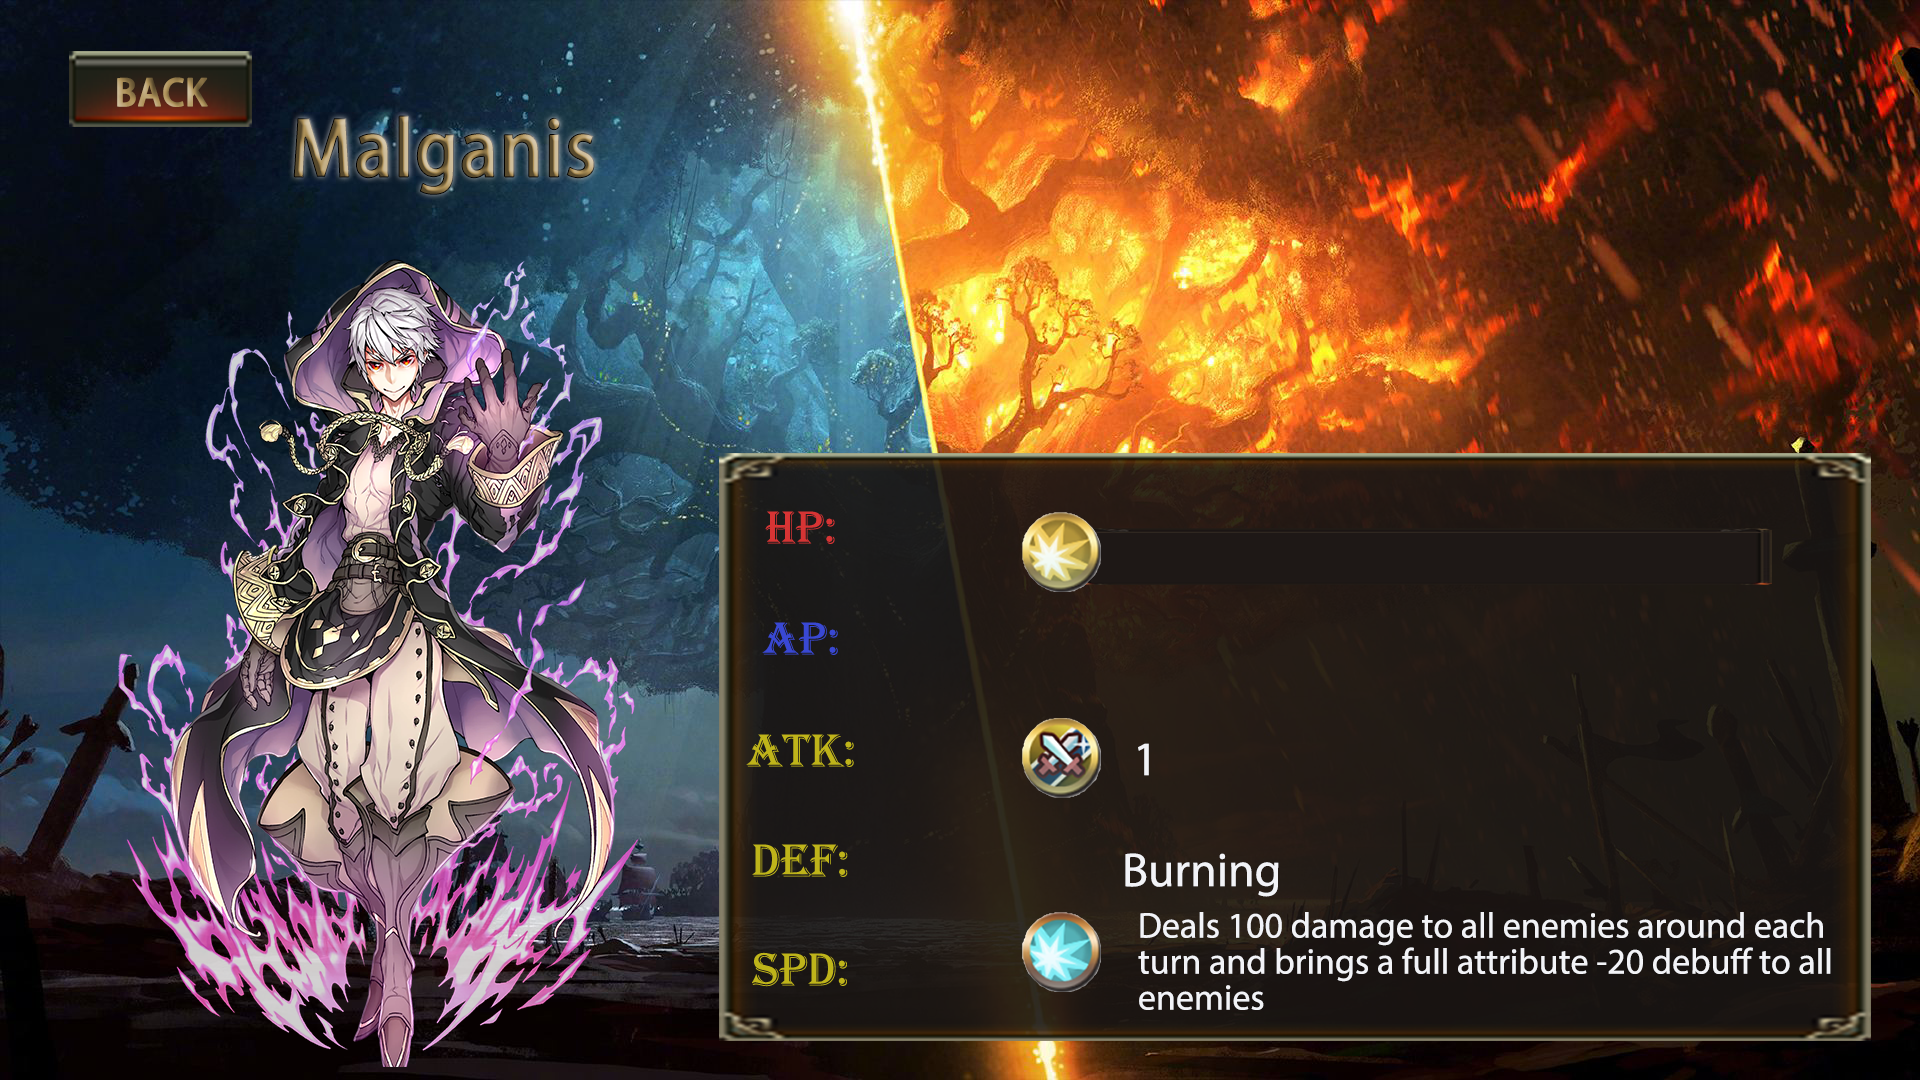 BACK
Malganis
HP:
AP:
ATK:
DEF:
SPD:
1
Burning
Deals 100 damage to all enemies around each
turn and brings a full attribute -20 debuff to all
enemies